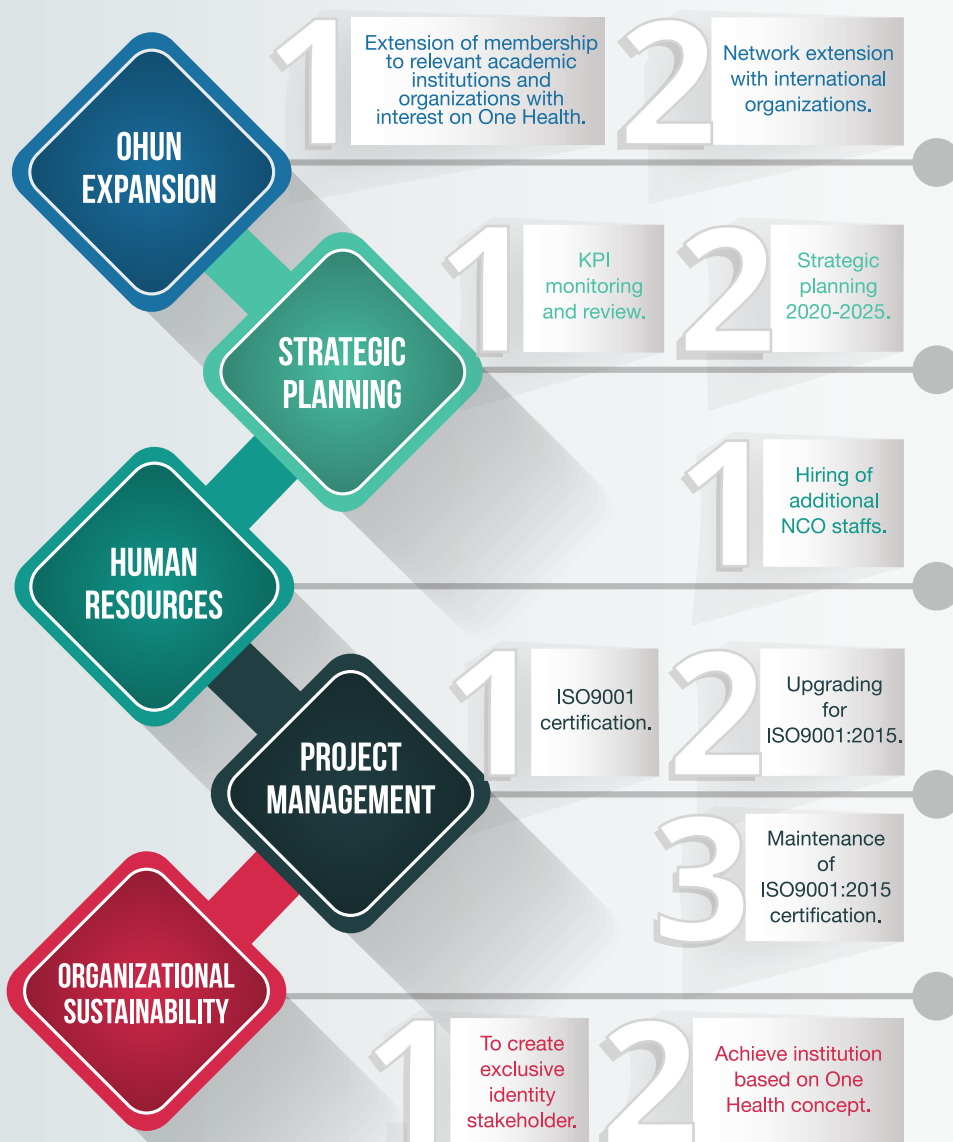 OHUN
EXPANSION
1
Extension of membership
to relevant academic
institutions and
organizations with
interest on One Health.
2
Network extension
with international
organizations.
STRATEGIC
PLANNING
1
KPI
monitoring
and review.
2
Strategic
planning
2020-2025.
HUMAN
RESOURCES
1
Hiring of
additional
NCO staffs.
PROJECT
MANAGEMENT
1
ISO9001
certification.
2
Upgrading
for
ISO9001:2015.
3
Maintenance
of
ISO9001:2015
certification.
ORGANIZATIONAL
SUSTAINABILITY
1
To create
exclusive
identity
stakeholder.
2
Achieve institution
based on One
Health concept.